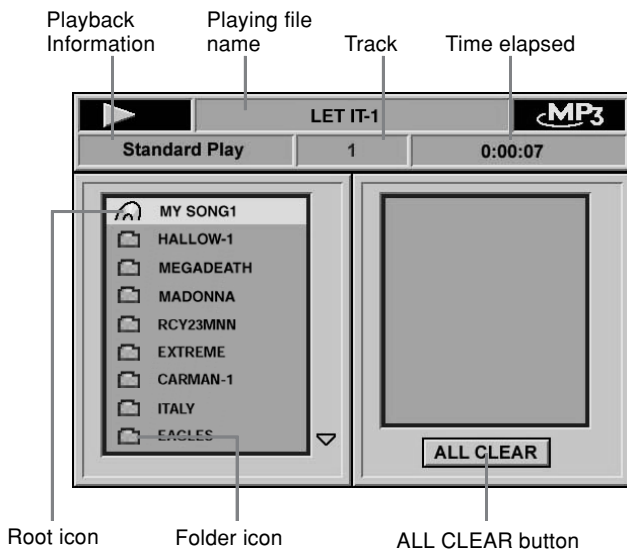 Playback
Information
Playing file
name
Track
Time elapsed
LET IT-1
MP3
Standard Play
1
0:00:07
MY SONG1
HALLOW-1
MEGADEATH
MADONNA
RCY23MNN
EXTREME
CARMAN-1
ITALY
EAGLES
ALL CLEAR
Root icon
Folder icon
ALL CLEAR button